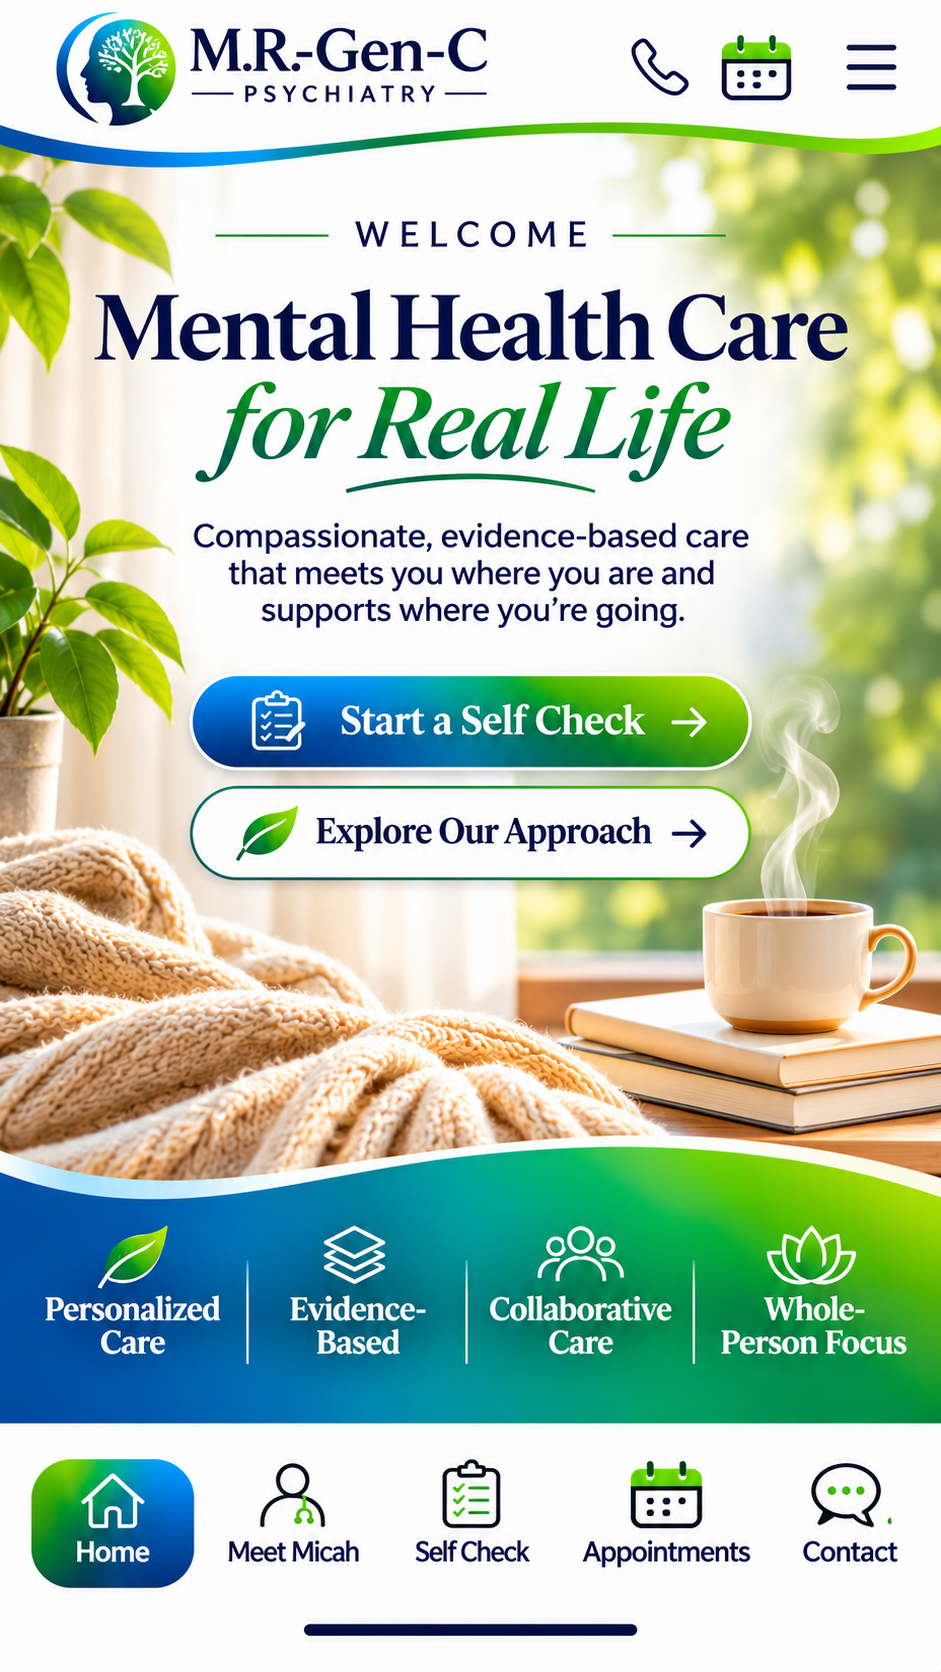 M.R.-Gen-C
PSYCHIATRY
WELCOME
Mental Health Care
for Real Life
Compassionate, evidence-based care
that meets you where you are and
supports where you're going.
Start a Self Check
Explore Our Approach
Personalized
Care
Evidence-
Based
Collaborative
Care
Whole-
Person Focus
Home
Meet Micah
Self Check
Appointments
Contact